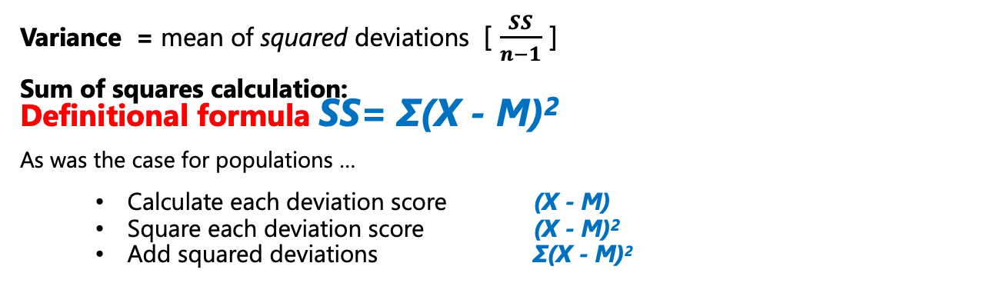 Variance = mean of squared deviations [ SS / n−1 ]
Sum of squares calculation:
Definitional formula SS= Σ(X - M)²
As was the case for populations ...
• Calculate each deviation score (X - M)
• Square each deviation score (X - M)²
• Add squared deviations Σ(X - M)²